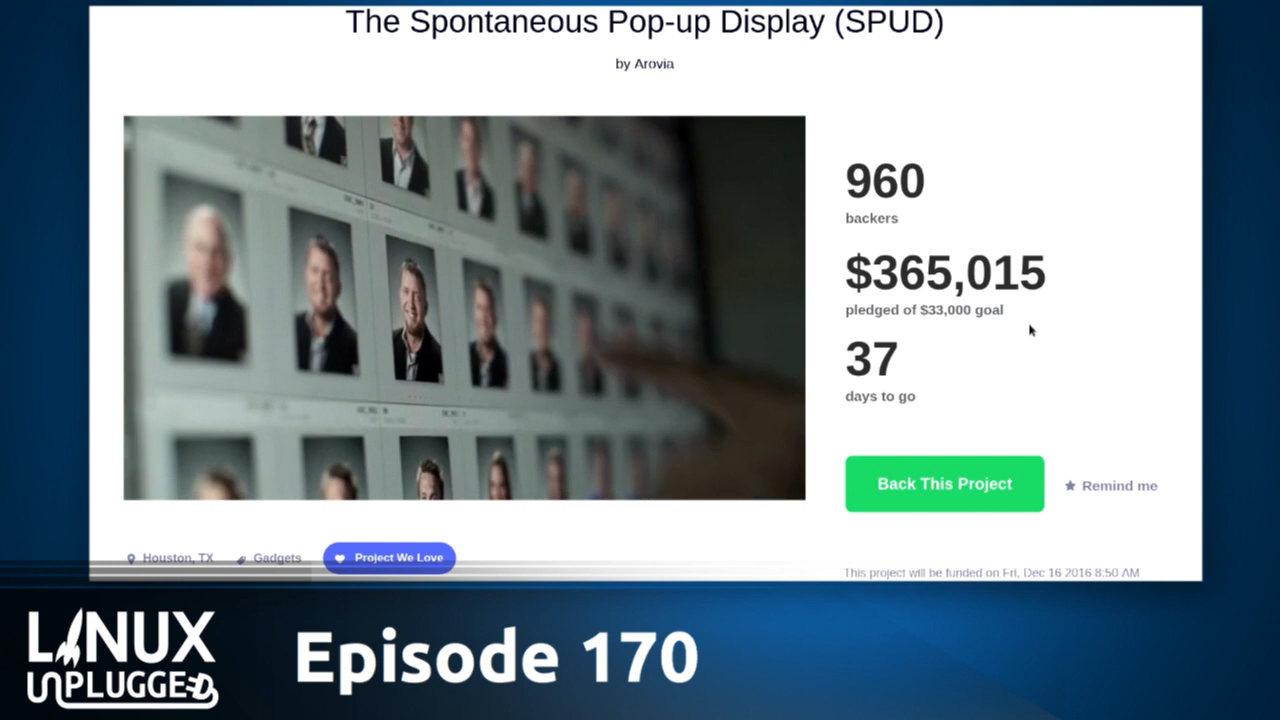 The Spontaneous Pop-up Display (SPUD)
by Arovia
960
backers
$365,015
pledged of $33,000 goal
37
days to go
Back This Project
Remind me
Houston, TX
Gadgets
Project We Love
This project will be funded on Fri, Dec 16 2016 8:50 AM
LINUX
UNPLUGGED
Episode 170